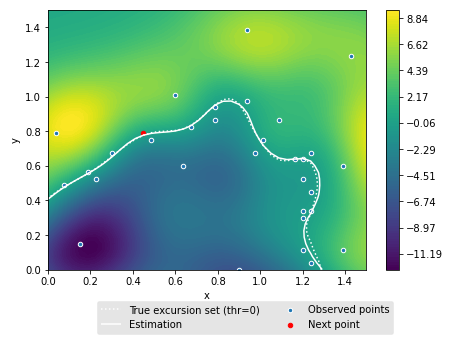 1.4
1.2
1.0
0.8
0.6
0.4
0.2
0.0
y
0.0 0.2 0.4 0.6 0.8 1.0 1.2 1.4
x
8.84
6.62
4.39
2.17
−0.06
−2.29
−4.51
−6.74
−8.97
−11.19
True excursion set (thr=0)
Estimation
Observed points
Next point